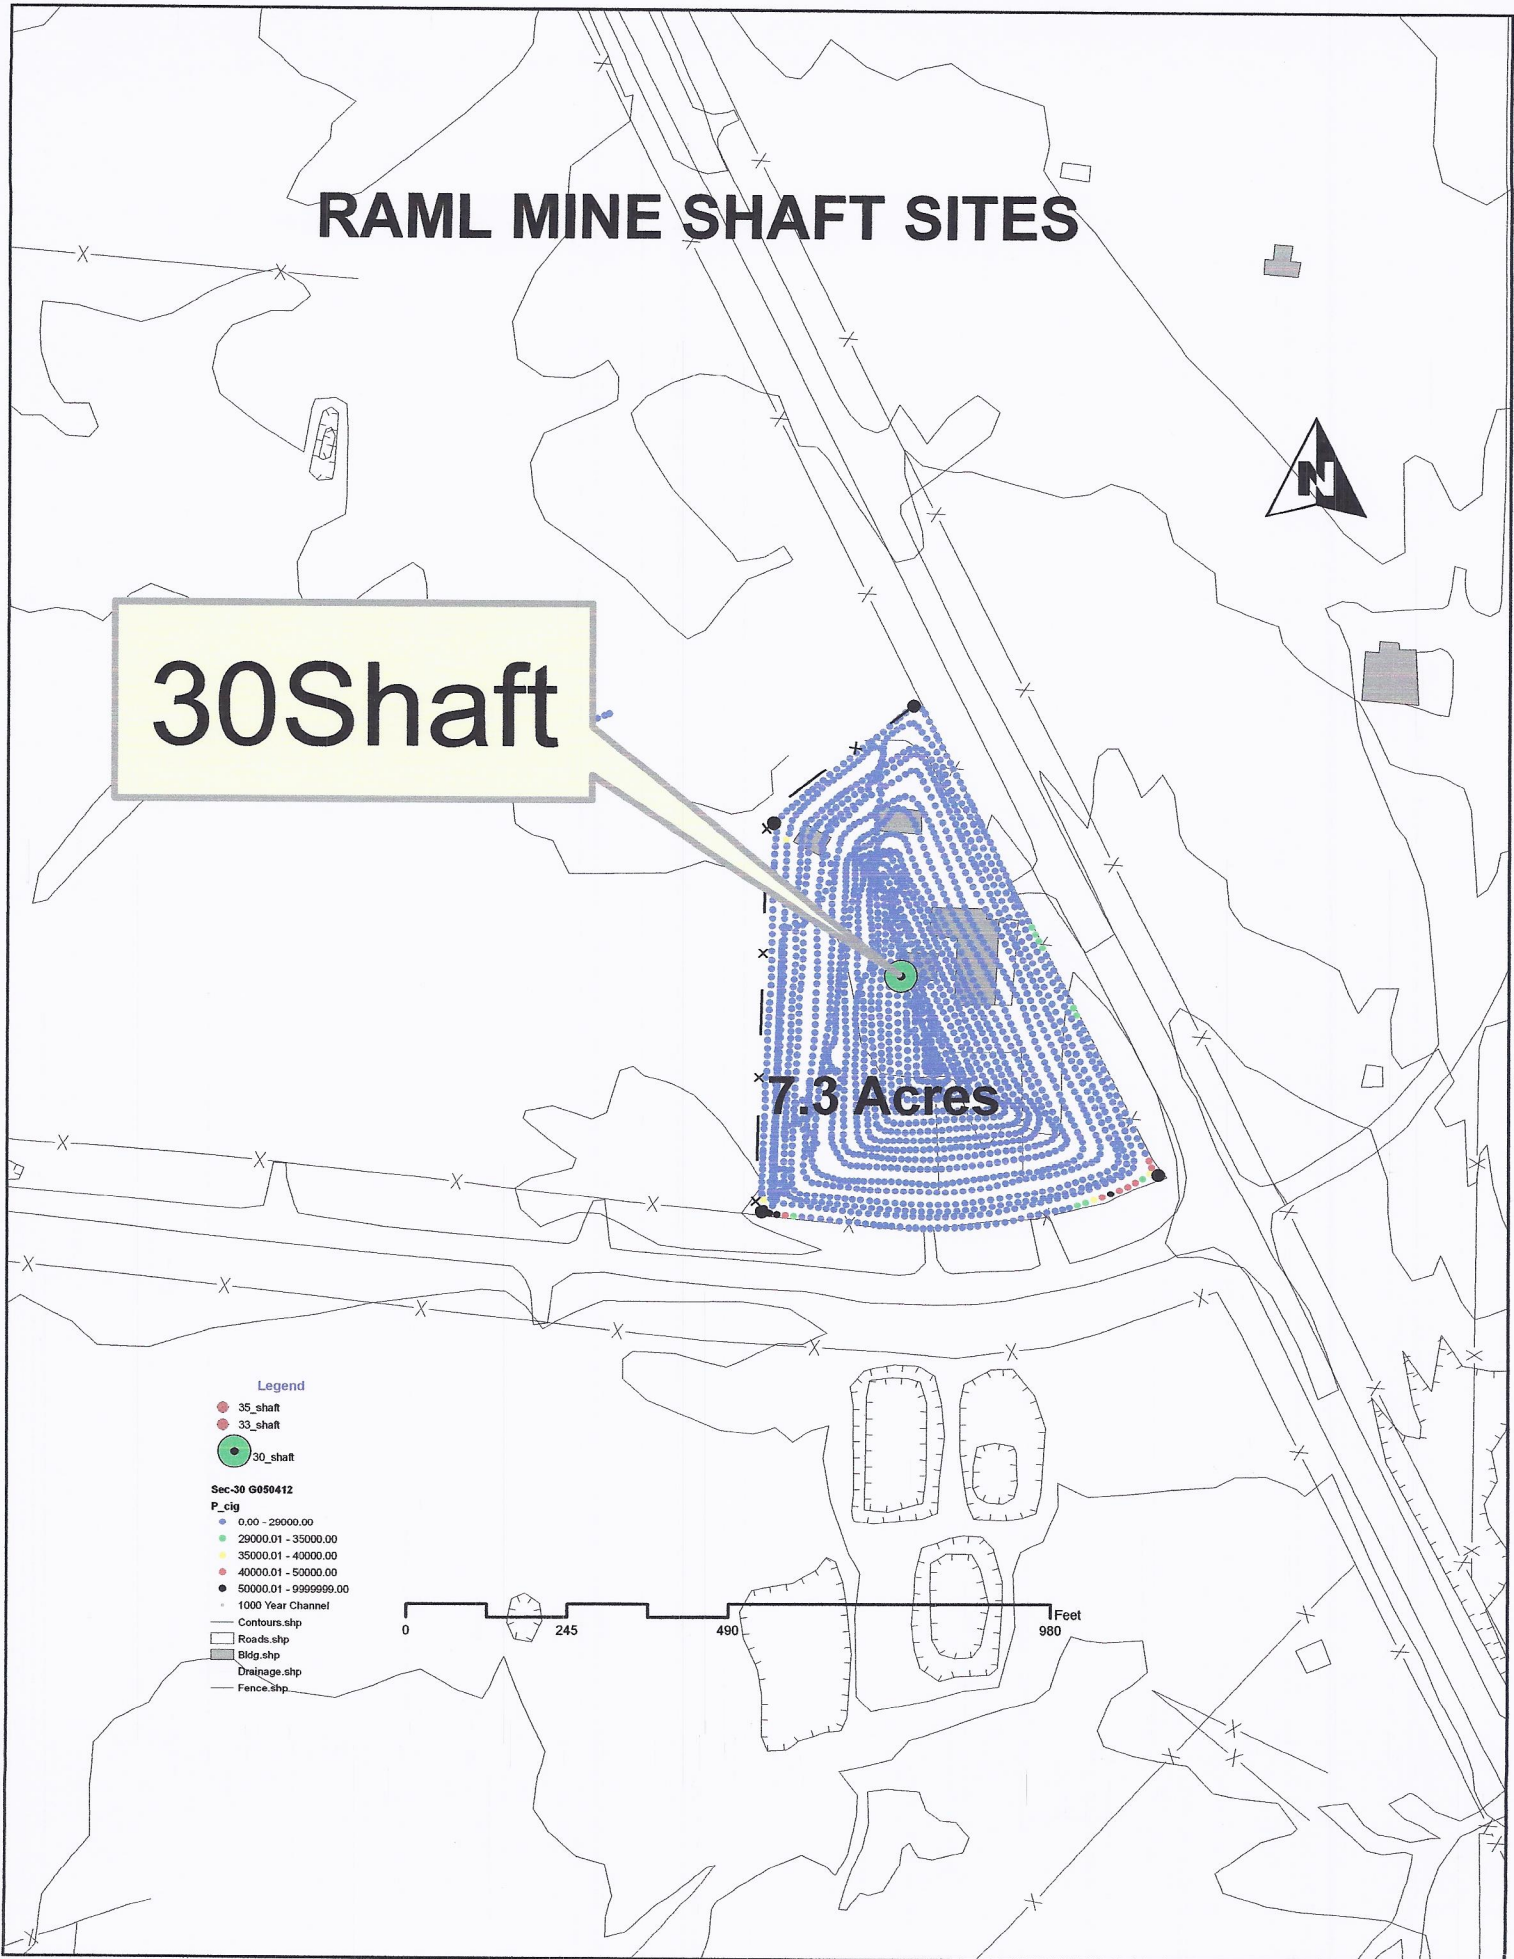 RAML MINE SHAFT SITES
N
30Shaft
7.3 Acres
Legend
35_shaft
33_shaft
30_shaft
Sec-30 G050412
P_cig
0.00 - 29000.00
29000.01 - 35000.00
35000.01 - 40000.00
40000.01 - 50000.00
50000.01 - 9999999.00
1000 Year Channel
Contours.shp
Roads.shp
Bldg.shp
Drainage.shp
Fence.shp
0 245 490 980 Feet